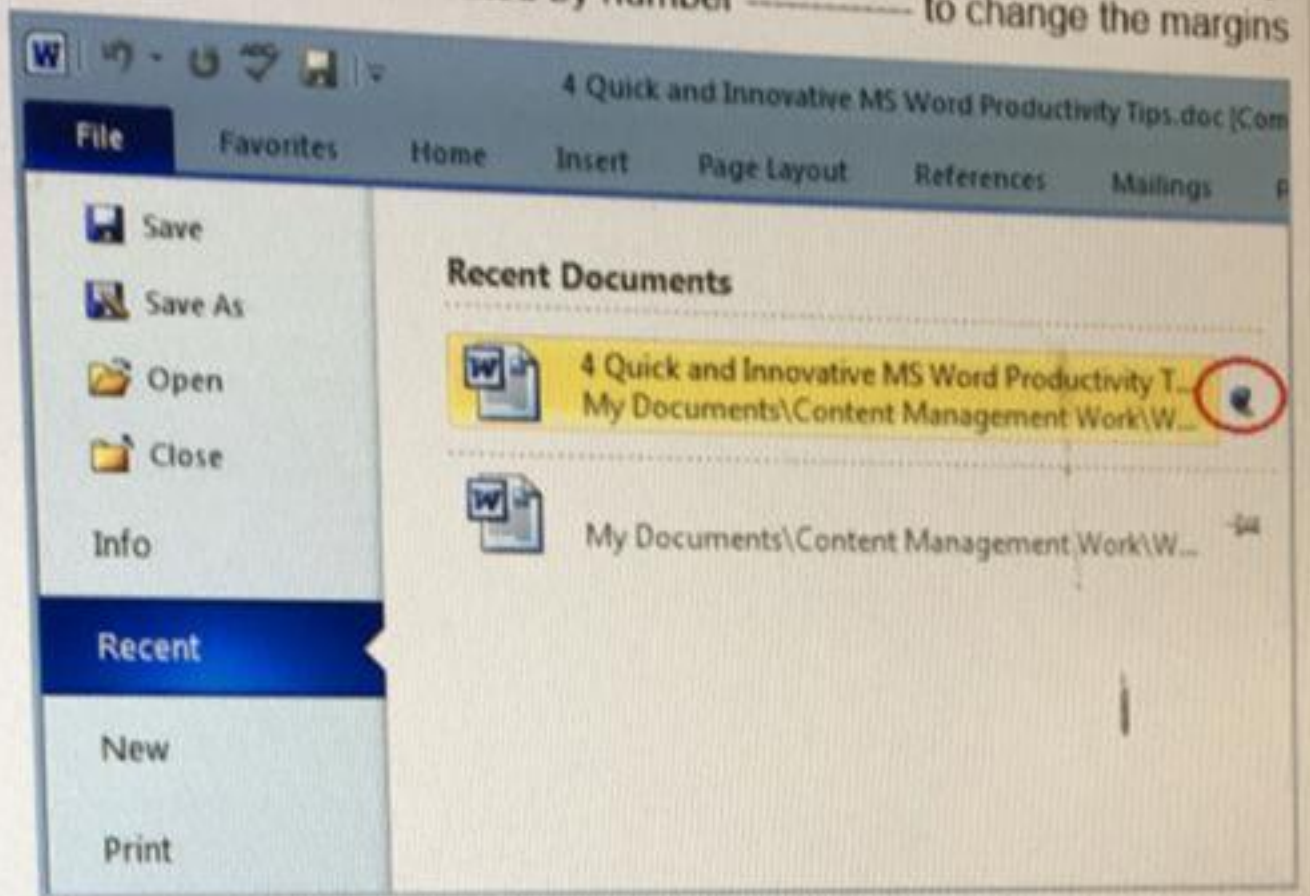 by number ------------ to change the margins
W
4 Quick and Innovative MS Word Productivity Tips.doc [Com
File Favorites Home Insert Page Layout References Mailings
Save
Save As
Open
Close
Info
Recent
New
Print
Recent Documents
4 Quick and Innovative MS Word Productivity T...
My Documents\Content Management Work\W...
My Documents\Content Management Work\W...